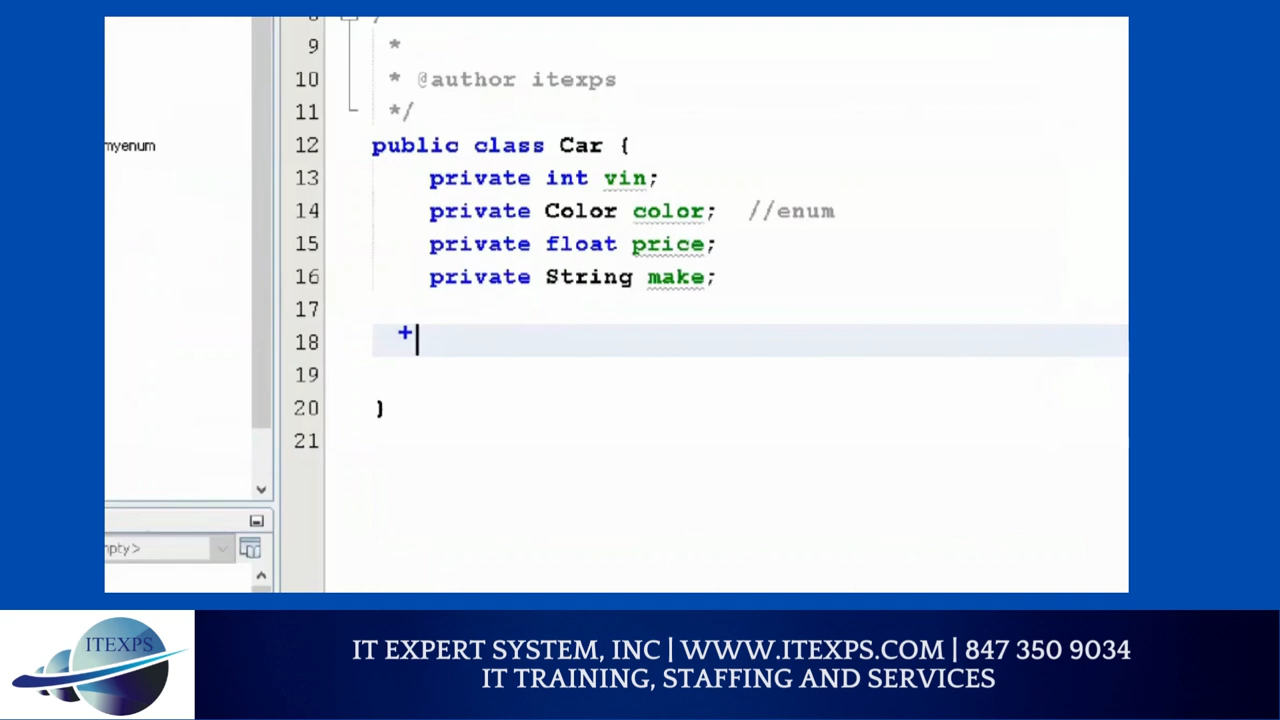 9 *
10 * @author itexps
11 */
myenum
12 public class Car {
13 private int vin;
14 private Color color; //enum
15 private float price;
16 private String make;
17
18 +
19
20 }
21
ITEXPS
IT EXPERT SYSTEM, INC | WWW.ITEXPS.COM | 847 350 9034
IT TRAINING, STAFFING AND SERVICES